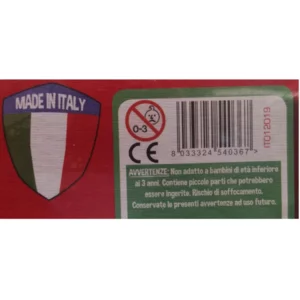 MADE IN ITALY
0-3
IT012019
CE
8 033324 540367 >
AVVERTENZE: Non adatto a bambini di età inferiore
ai 3 anni. Contiene piccole parti che potrebbero
essere ingerite. Rischio di soffocamento.
Conservate le presenti avvertenze ad uso futuro.